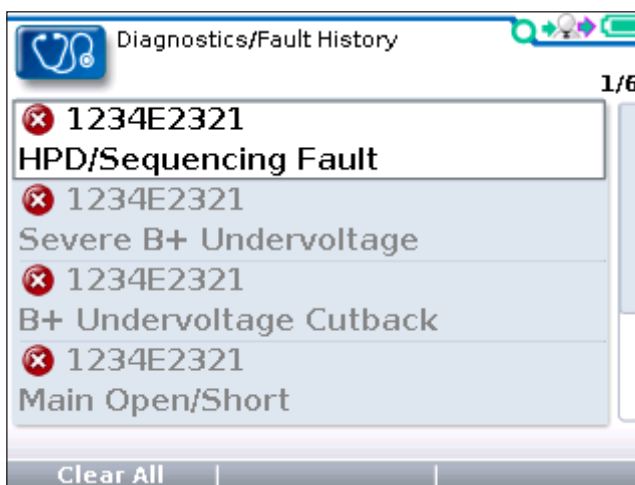 Diagnostics/Fault History
1/6
1234E2321
HPD/Sequencing Fault
1234E2321
Severe B+ Undervoltage
1234E2321
B+ Undervoltage Cutback
1234E2321
Main Open/Short
Clear All